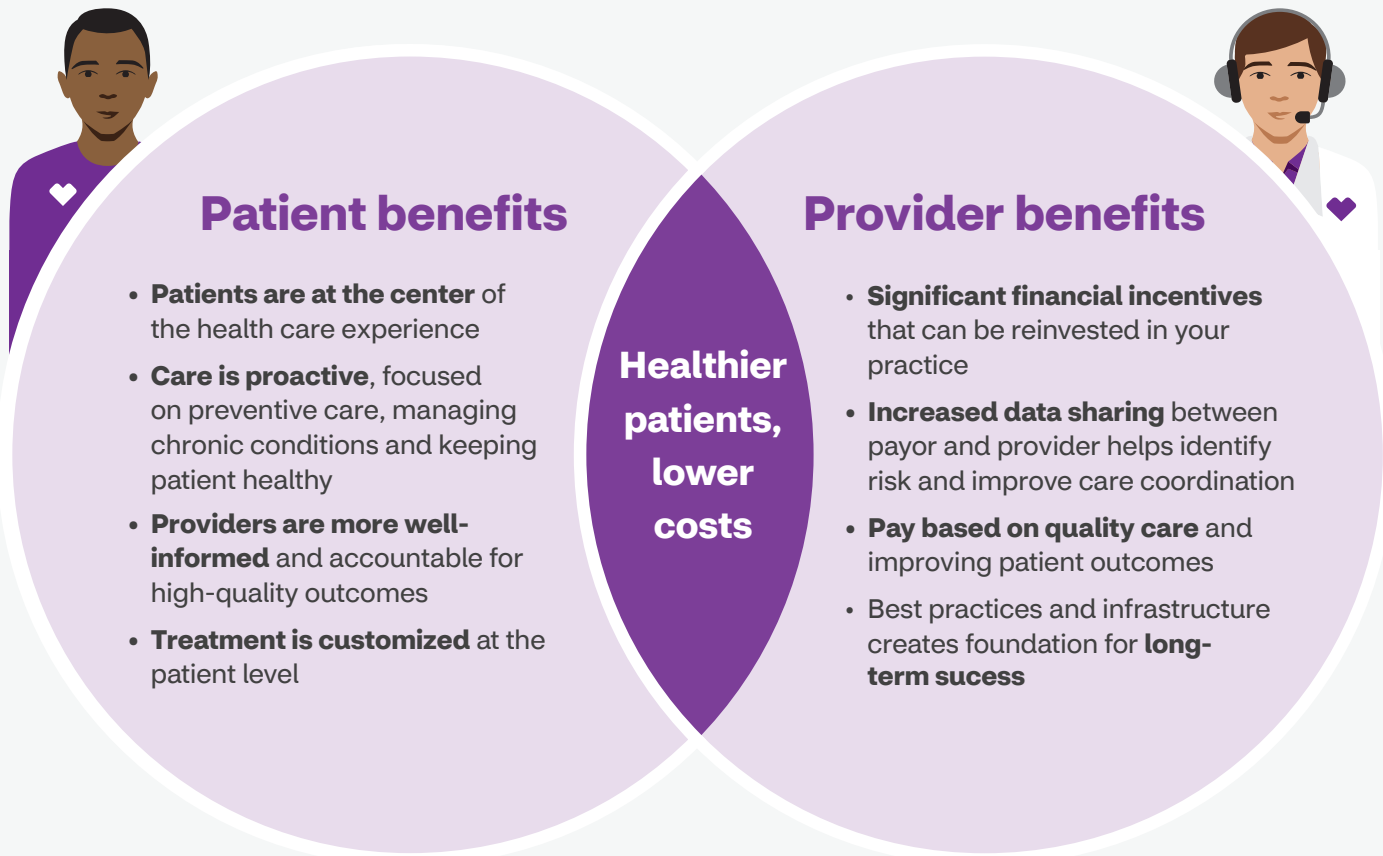 Patient benefits
• Patients are at the center of
the health care experience
• Care is proactive, focused
on preventive care, managing
chronic conditions and keeping
patient healthy
• Providers are more well-
informed and accountable for
high-quality outcomes
• Treatment is customized at the
patient level
Healthier
patients,
lower
costs
Provider benefits
• Significant financial incentives
that can be reinvested in your
practice
• Increased data sharing between
payor and provider helps identify
risk and improve care coordination
• Pay based on quality care and
improving patient outcomes
• Best practices and infrastructure
creates foundation for long-
term sucess